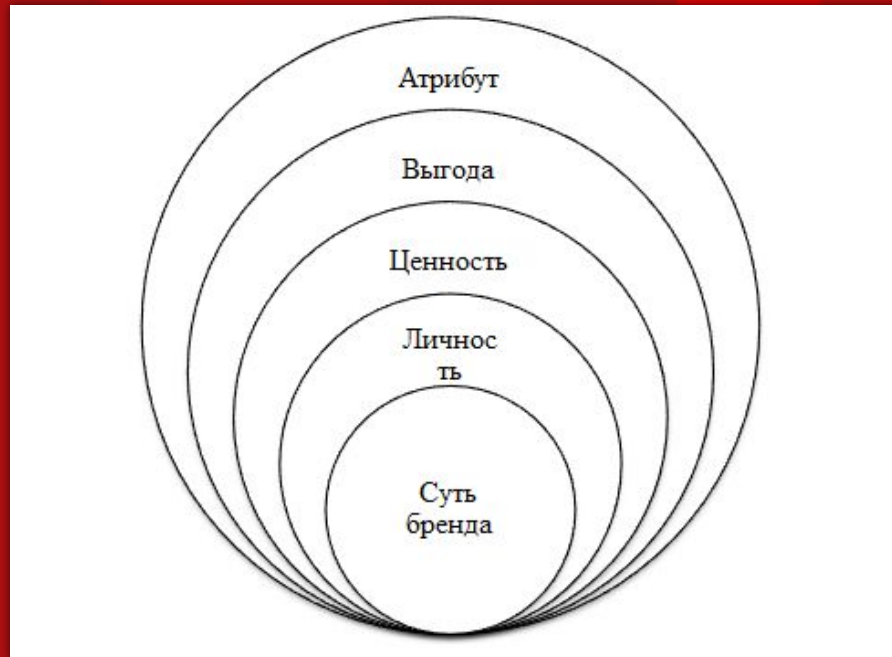 Атрибут
Выгода
Ценность
Личнос
ть
Суть
бренда